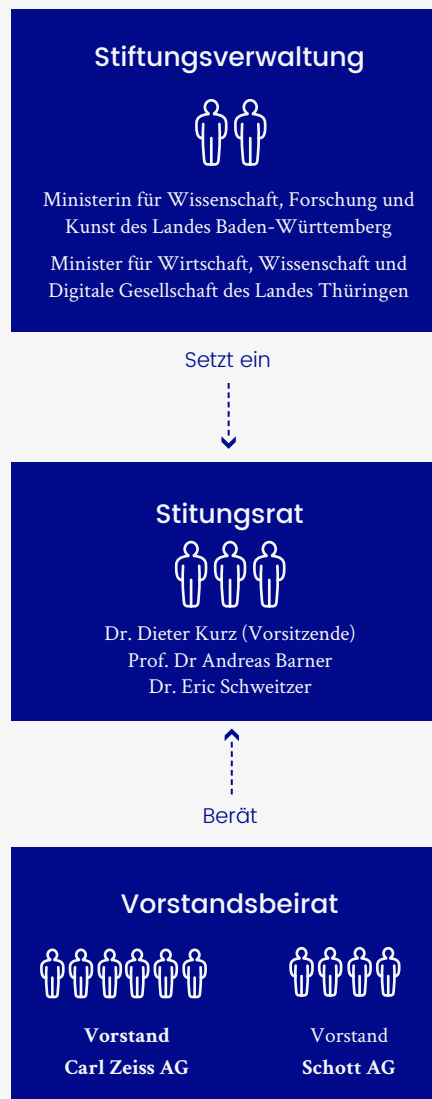 Stiftungsverwaltung
Ministerin für Wissenschaft, Forschung und
Kunst des Landes Baden-Württemberg
Minister für Wirtschaft, Wissenschaft und
Digitale Gesellschaft des Landes Thüringen
Setzt ein
Stitungsrat
Dr. Dieter Kurz (Vorsitzende)
Prof. Dr Andreas Barner
Dr. Eric Schweitzer
Berät
Vorstandsbeirat
Vorstand
Carl Zeiss AG
Vorstand
Schott AG